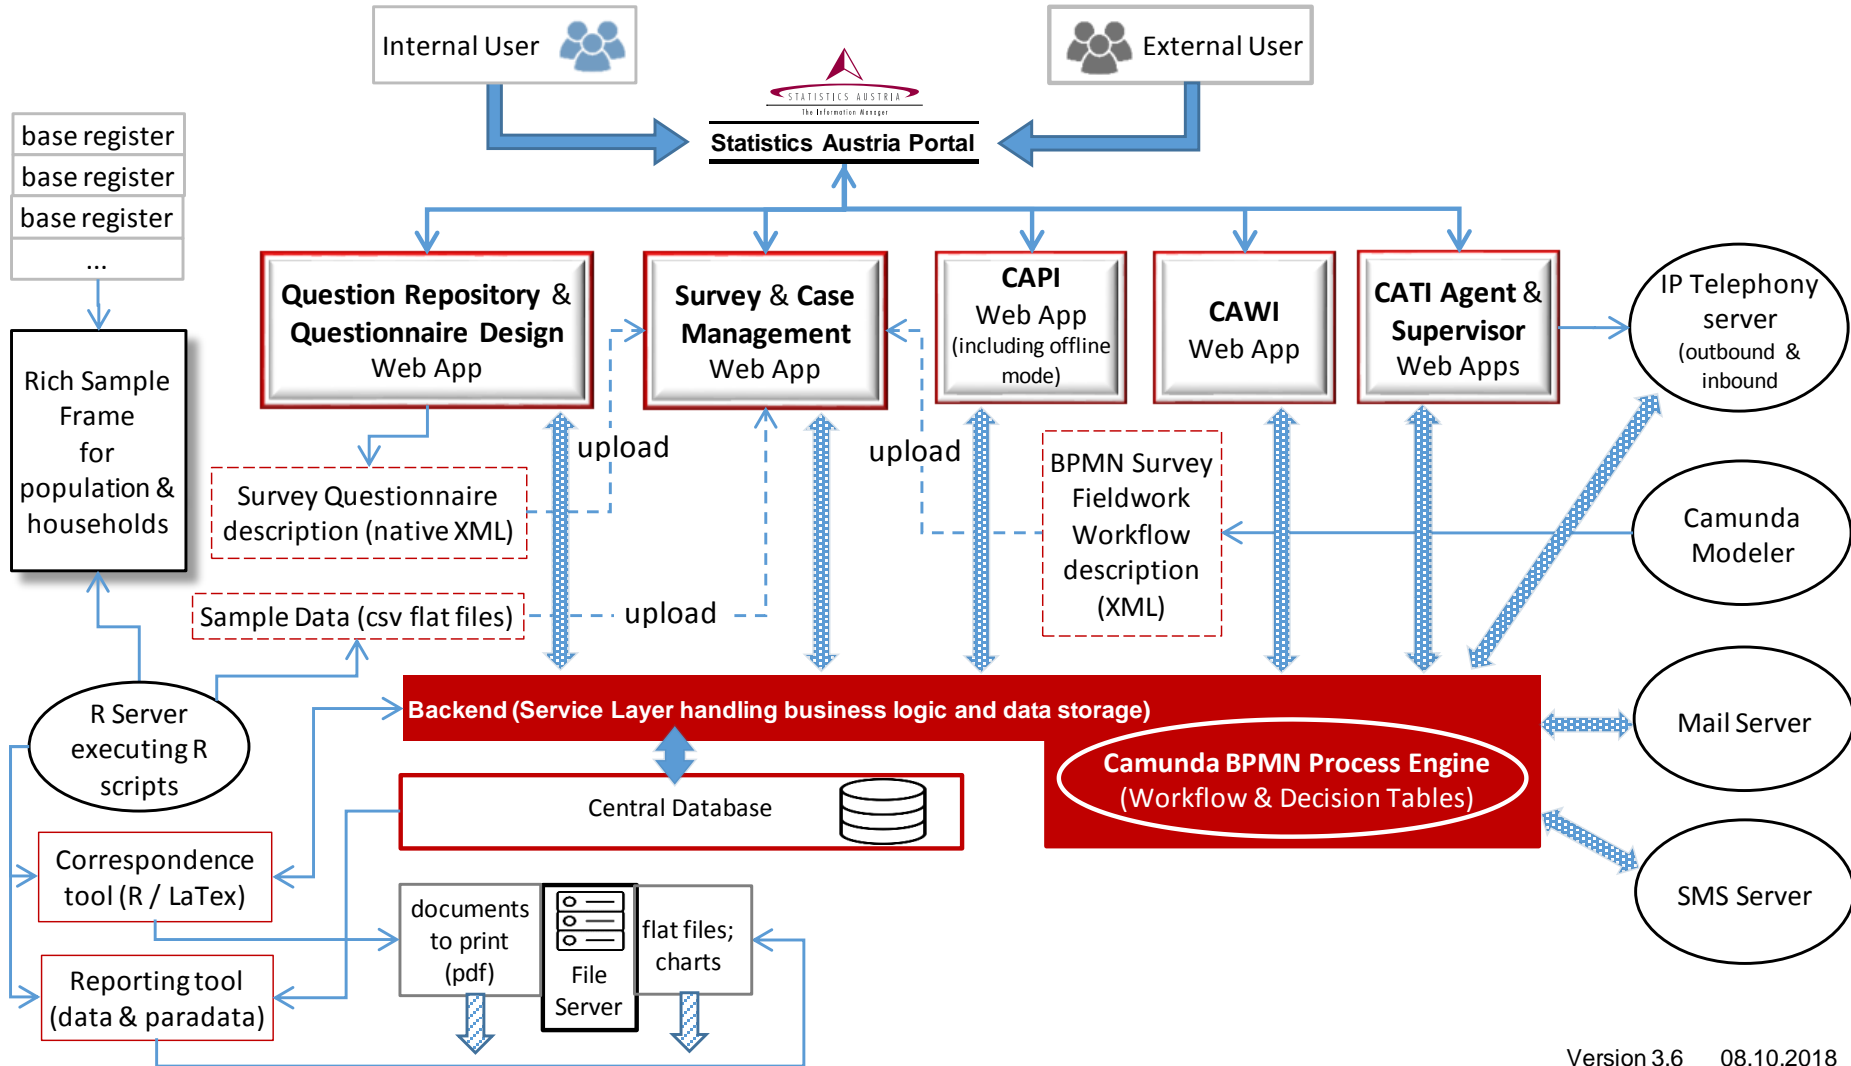 Internal User
External User
STATISTICS AUSTRIA
The Information Manager
Statistics Austria Portal
base register
base register
base register
...
Rich Sample
Frame
for
population &
households
Question Repository &
Questionnaire Design
Web App
Survey & Case
Management
Web App
CAPI
Web App
(including offline
mode)
CAWI
Web App
CATI Agent &
Supervisor
Web Apps
IP Telephony
server
(outbound &
inbound
upload
upload
Survey Questionnaire
description (native XML)
BPMN Survey
Fieldwork
Workflow
description
(XML)
Camunda
Modeler
Sample Data (csv flat files)
upload
R Server
executing R
scripts
Backend (Service Layer handling business logic and data storage)
Camunda BPMN Process Engine
(Workflow & Decision Tables)
Mail Server
Central Database
Correspondence
tool (R / LaTex)
documents
to print
(pdf)
File
Server
flat files;
charts
SMS Server
Reporting tool
(data & paradata)
Version 3.6 08.10.2018